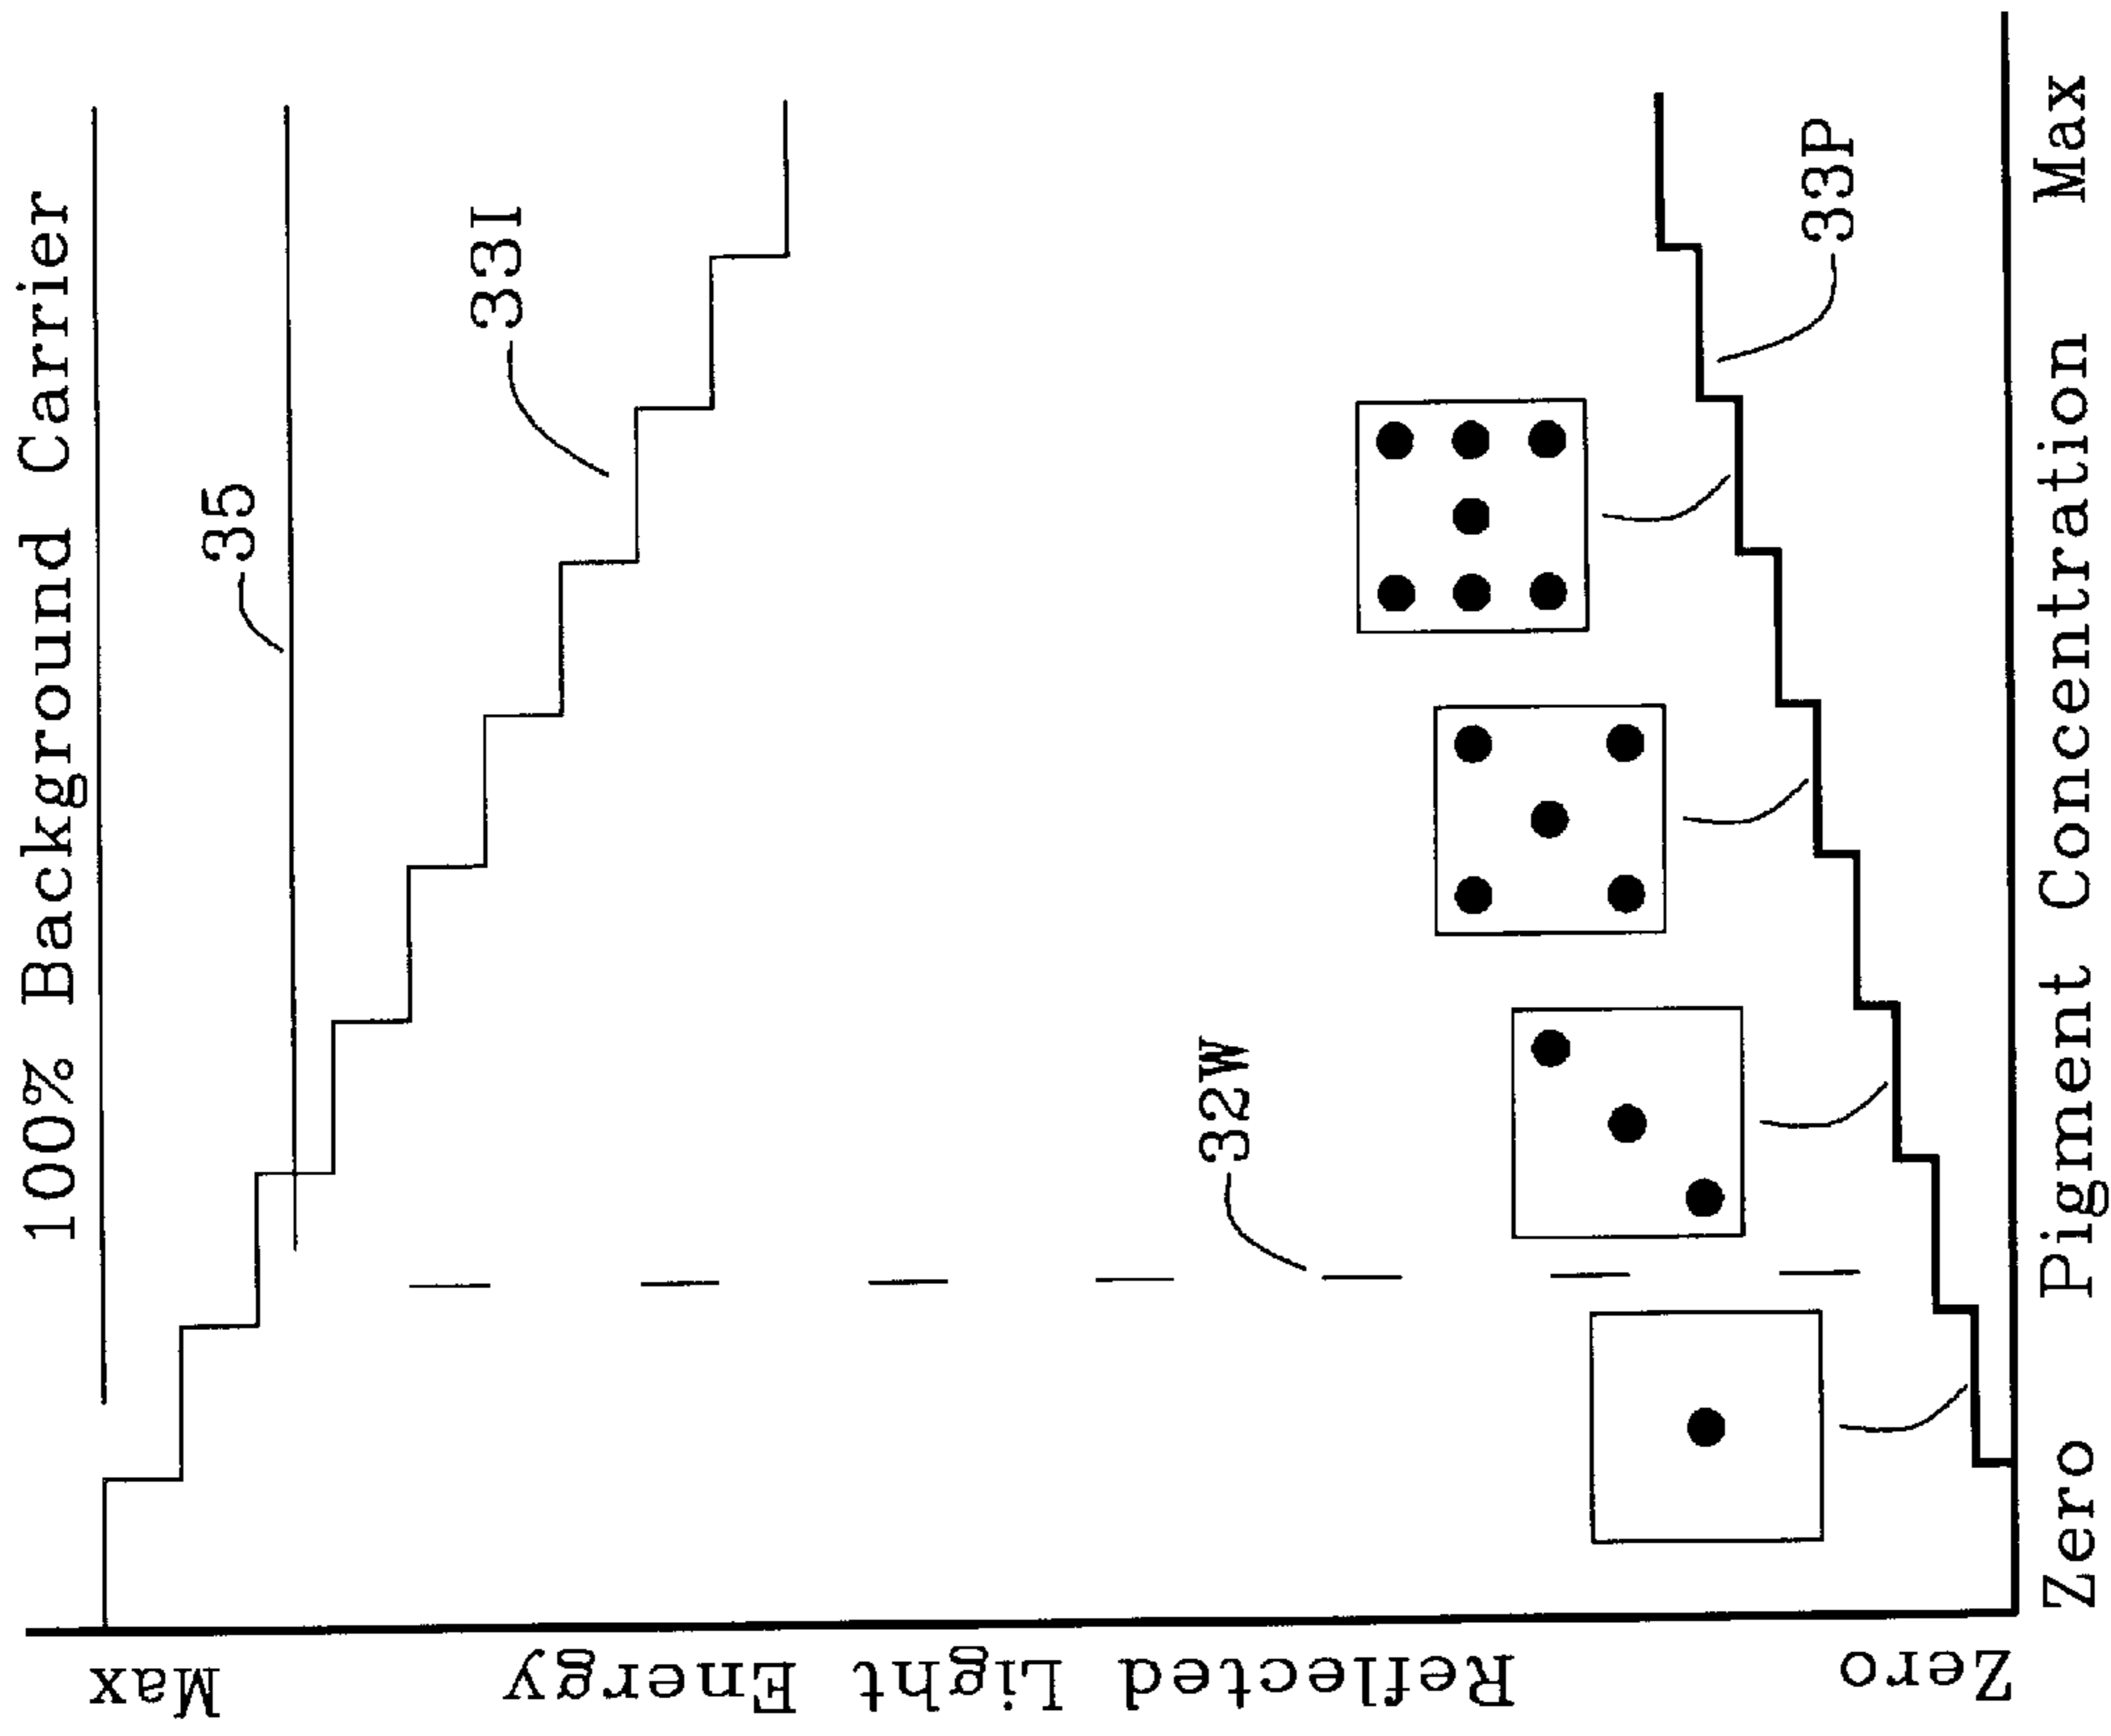 100% Background Carrier
35
33I
32W
33P
Max
Reflected Light Energy
Zero
Zero
Pigment Concentration
Max